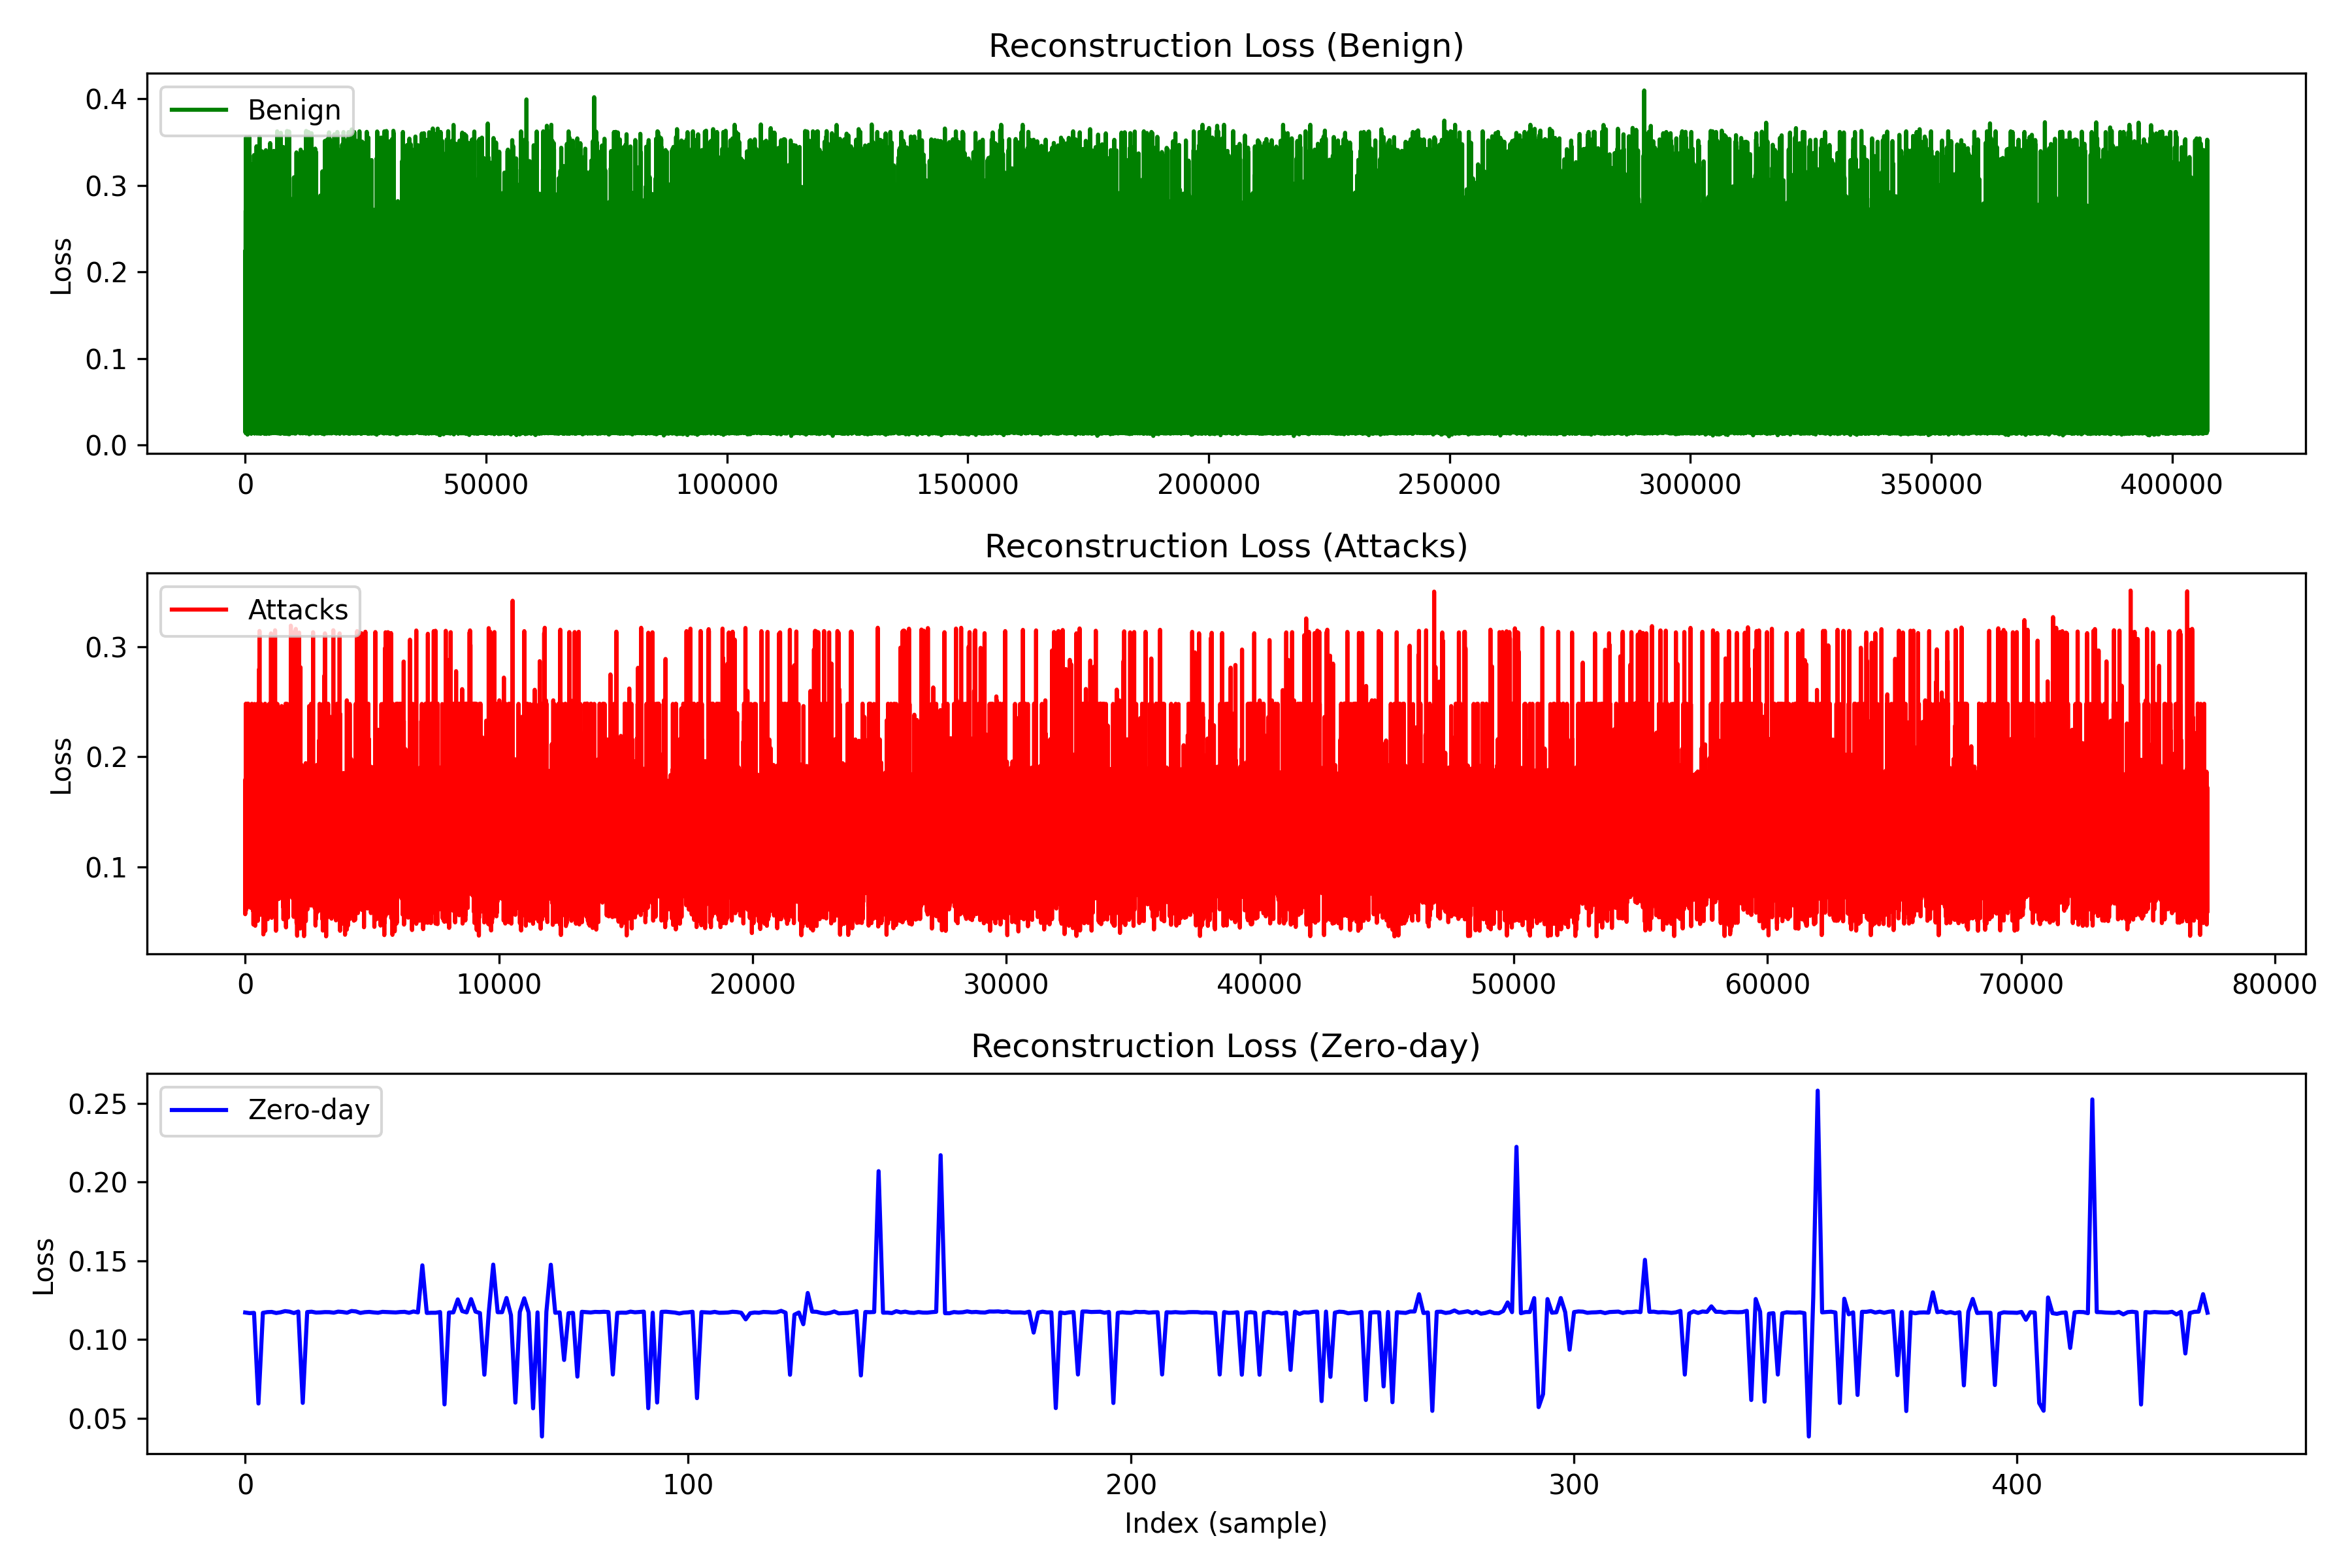 Reconstruction Loss (Benign)
Benign
Loss
0.4
0.3
0.2
0.1
0.0
0 50000 100000 150000 200000 250000 300000 350000 400000
Reconstruction Loss (Attacks)
Attacks
Loss
0.3
0.2
0.1
0 10000 20000 30000 40000 50000 60000 70000 80000
Reconstruction Loss (Zero-day)
Zero-day
Loss
0.25
0.20
0.15
0.10
0.05
0 100 200 300 400
Index (sample)